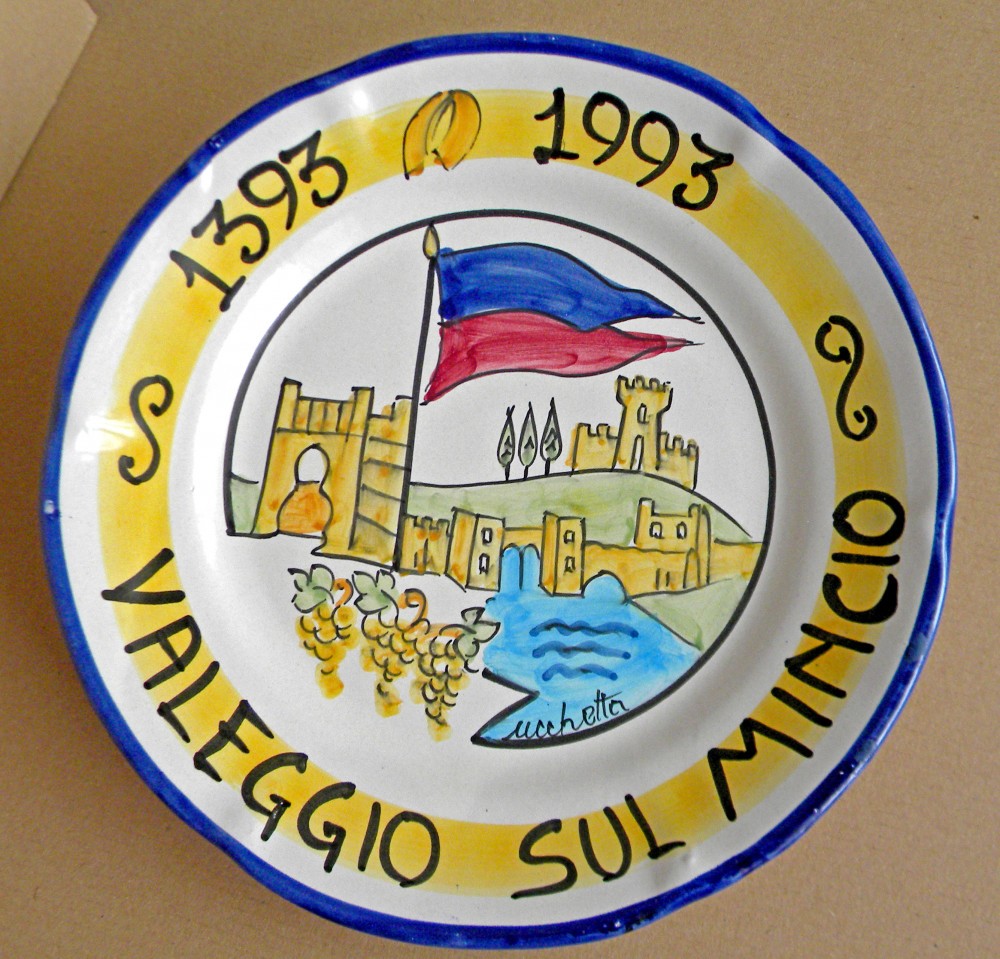 1393 1993
VALEGGIO SUL MINCIO
Zucchetta